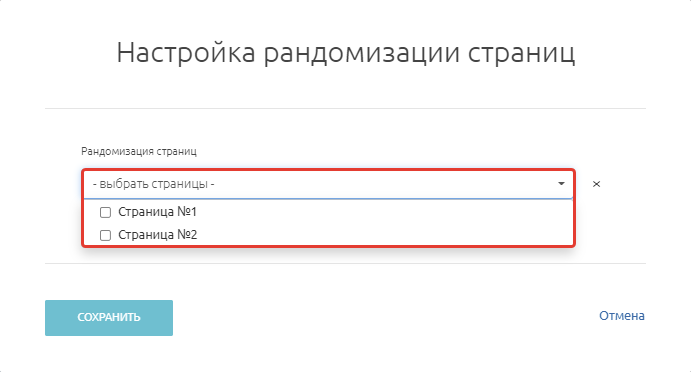 Настройка рандомизации страниц
Рандомизация страниц
- выбрать страницы -
×
Страница №1
Страница №2
СОХРАНИТЬ
Отмена